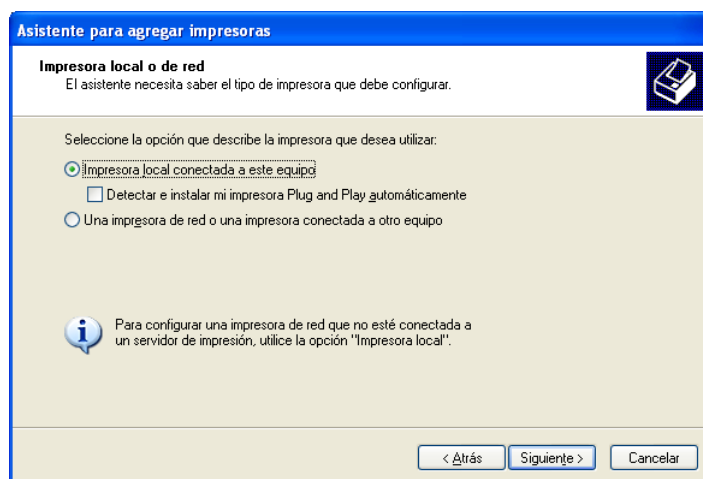 Asistente para agregar impresoras
Impresora local o de red
El asistente necesita saber el tipo de impresora que debe configurar.
Seleccione la opción que describe la impresora que desea utilizar:
Impresora local conectada a este equipo
Detectar e instalar mi impresora Plug and Play automáticamente
Una impresora de red o una impresora conectada a otro equipo
Para configurar una impresora de red que no esté conectada a
un servidor de impresión, utilice la opción "Impresora local".
< Atrás
Siguiente >
Cancelar